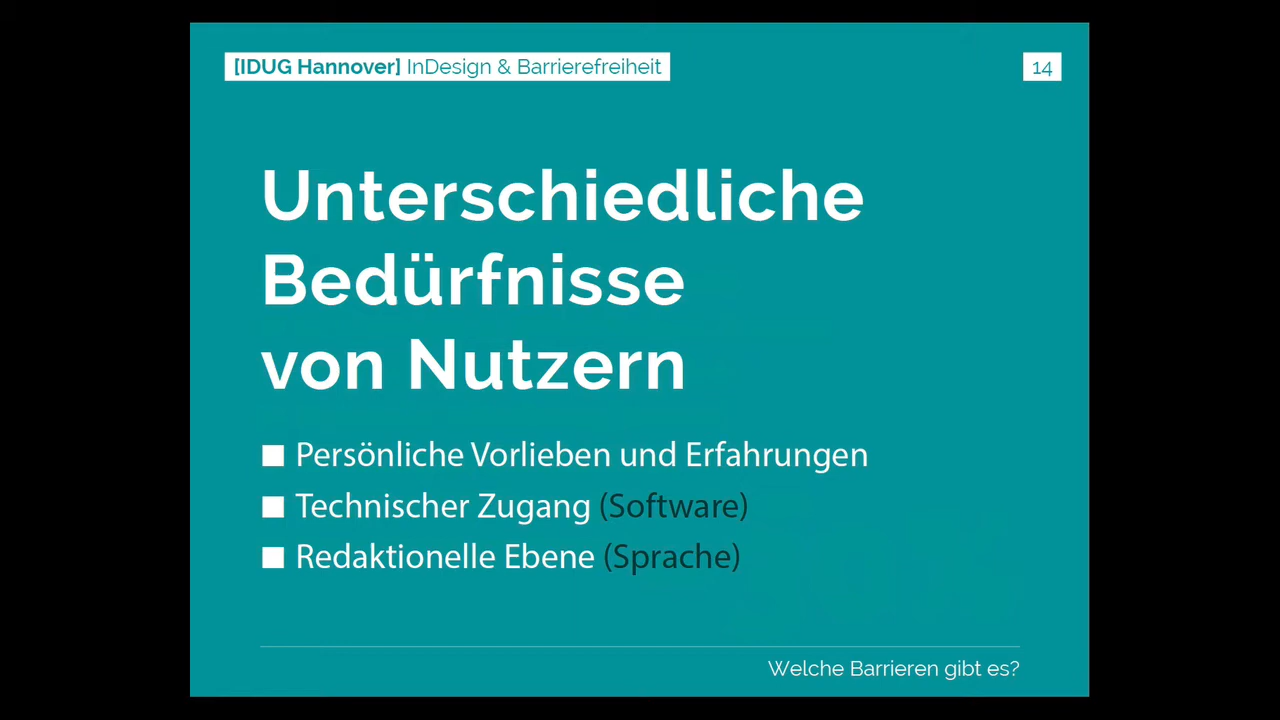 [IDUG Hannover] InDesign & Barrierefreiheit
14
Unterschiedliche
Bedürfnisse
von Nutzern
■ Persönliche Vorlieben und Erfahrungen
■ Technischer Zugang (Software)
■ Redaktionelle Ebene (Sprache)
Welche Barrieren gibt es?